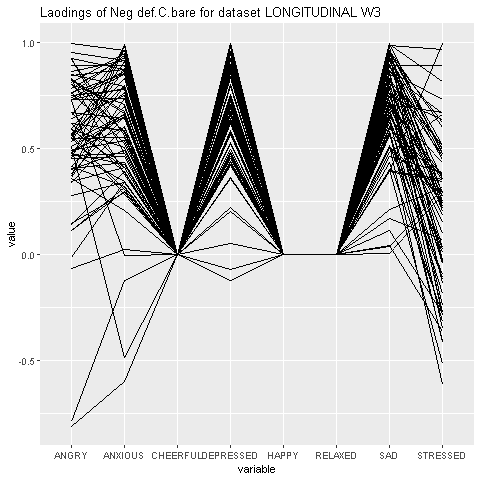 Laodings of Neg def.C.bare for dataset LONGITUDINAL W3
1.0
0.5
0.0
-0.5
value
ANGRY ANXIOUS CHEERFULDEPRESSED HAPPY RELAXED SAD STRESSED
variable